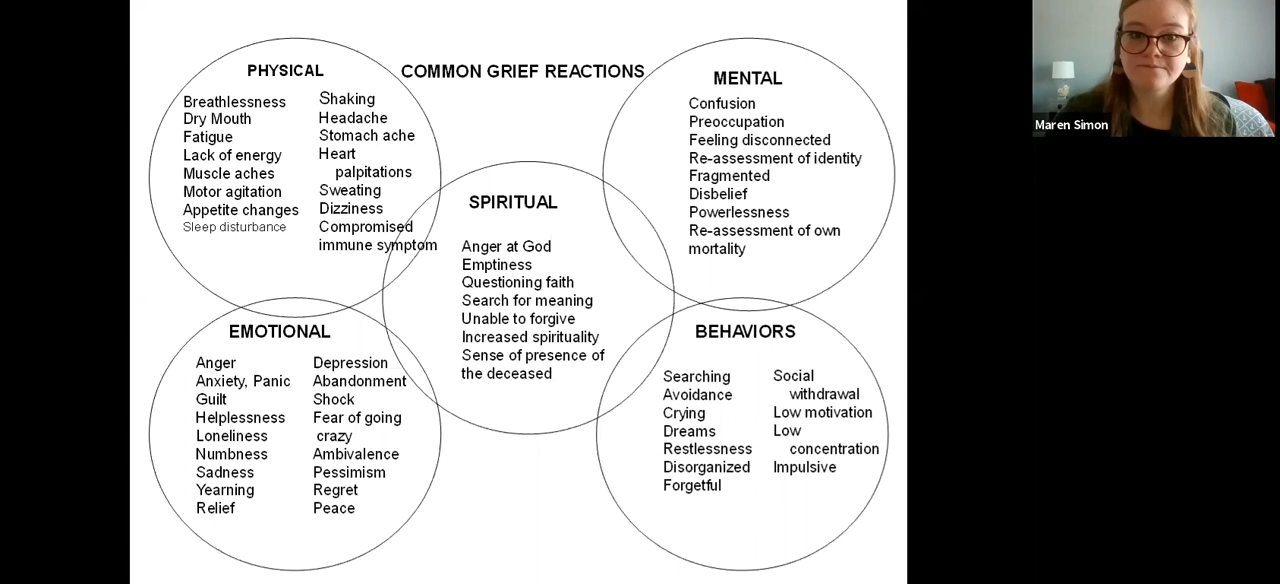 COMMON GRIEF REACTIONS
PHYSICAL
Breathlessness
Dry Mouth
Fatigue
Lack of energy
Muscle aches
Motor agitation
Appetite changes
Sleep disturbance
Shaking
Headache
Stomach ache
Heart
palpitations
Sweating
Dizziness
Compromised
immune symptom
MENTAL
Confusion
Preoccupation
Feeling disconnected
Re-assessment of identity
Fragmented
Disbelief
Powerlessness
Re-assessment of own
mortality
SPIRITUAL
Anger at God
Emptiness
Questioning faith
Search for meaning
Unable to forgive
Increased spirituality
Sense of presence of
the deceased
EMOTIONAL
Anger
Anxiety, Panic
Guilt
Helplessness
Loneliness
Numbness
Sadness
Yearning
Relief
Depression
Abandonment
Shock
Fear of going
crazy
Ambivalence
Pessimism
Regret
Peace
BEHAVIORS
Searching
Avoidance
Crying
Dreams
Restlessness
Disorganized
Forgetful
Social
withdrawal
Low motivation
Low
concentration
Impulsive
Maren Simon